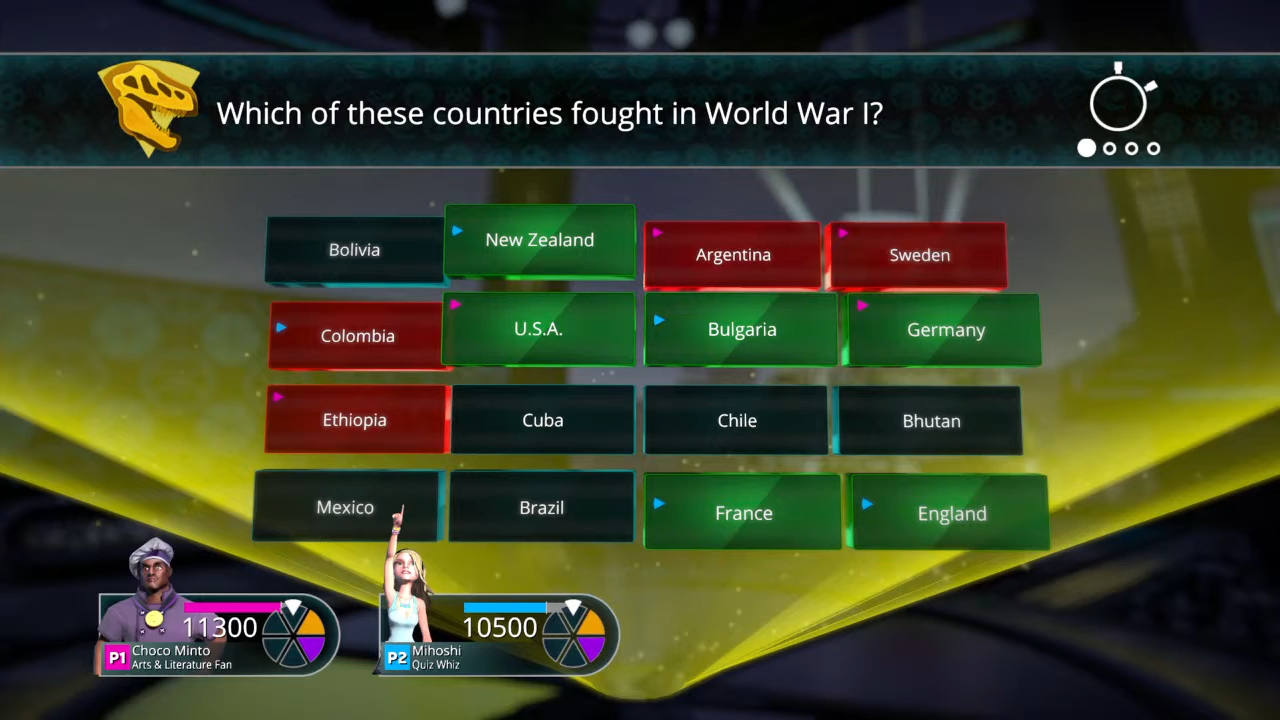 Which of these countries fought in World War I?
Bolivia
New Zealand
Argentina
Sweden
Colombia
U.S.A.
Bulgaria
Germany
Ethiopia
Cuba
Chile
Bhutan
Mexico
Brazil
France
England
11300
P1 Choco Minto
Arts & Literature Fan
10500
P2 Mihoshi
Quiz Whiz